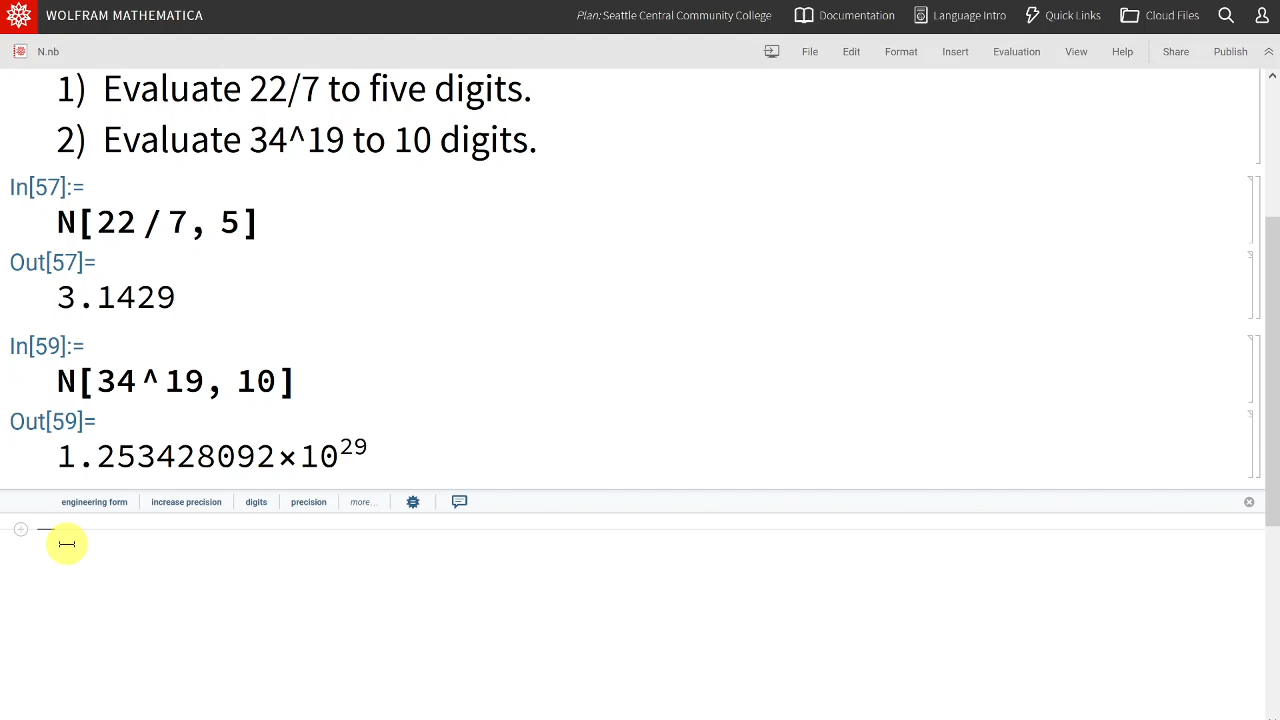 WOLFRAM MATHEMATICA
Plan: Seattle Central Community College
Documentation
Language Intro
Quick Links
Cloud Files
N.nb
File
Edit
Format
Insert
Evaluation
View
Help
Share
Publish
1) Evaluate 22/7 to five digits.
2) Evaluate 34^19 to 10 digits.
In[57]:=
N[22 / 7, 5]
Out[57]=
3.1429
In[59]:=
N[34 ^ 19, 10]
Out[59]=
1.253428092×10^29
engineering form
increase precision
digits
precision
more...